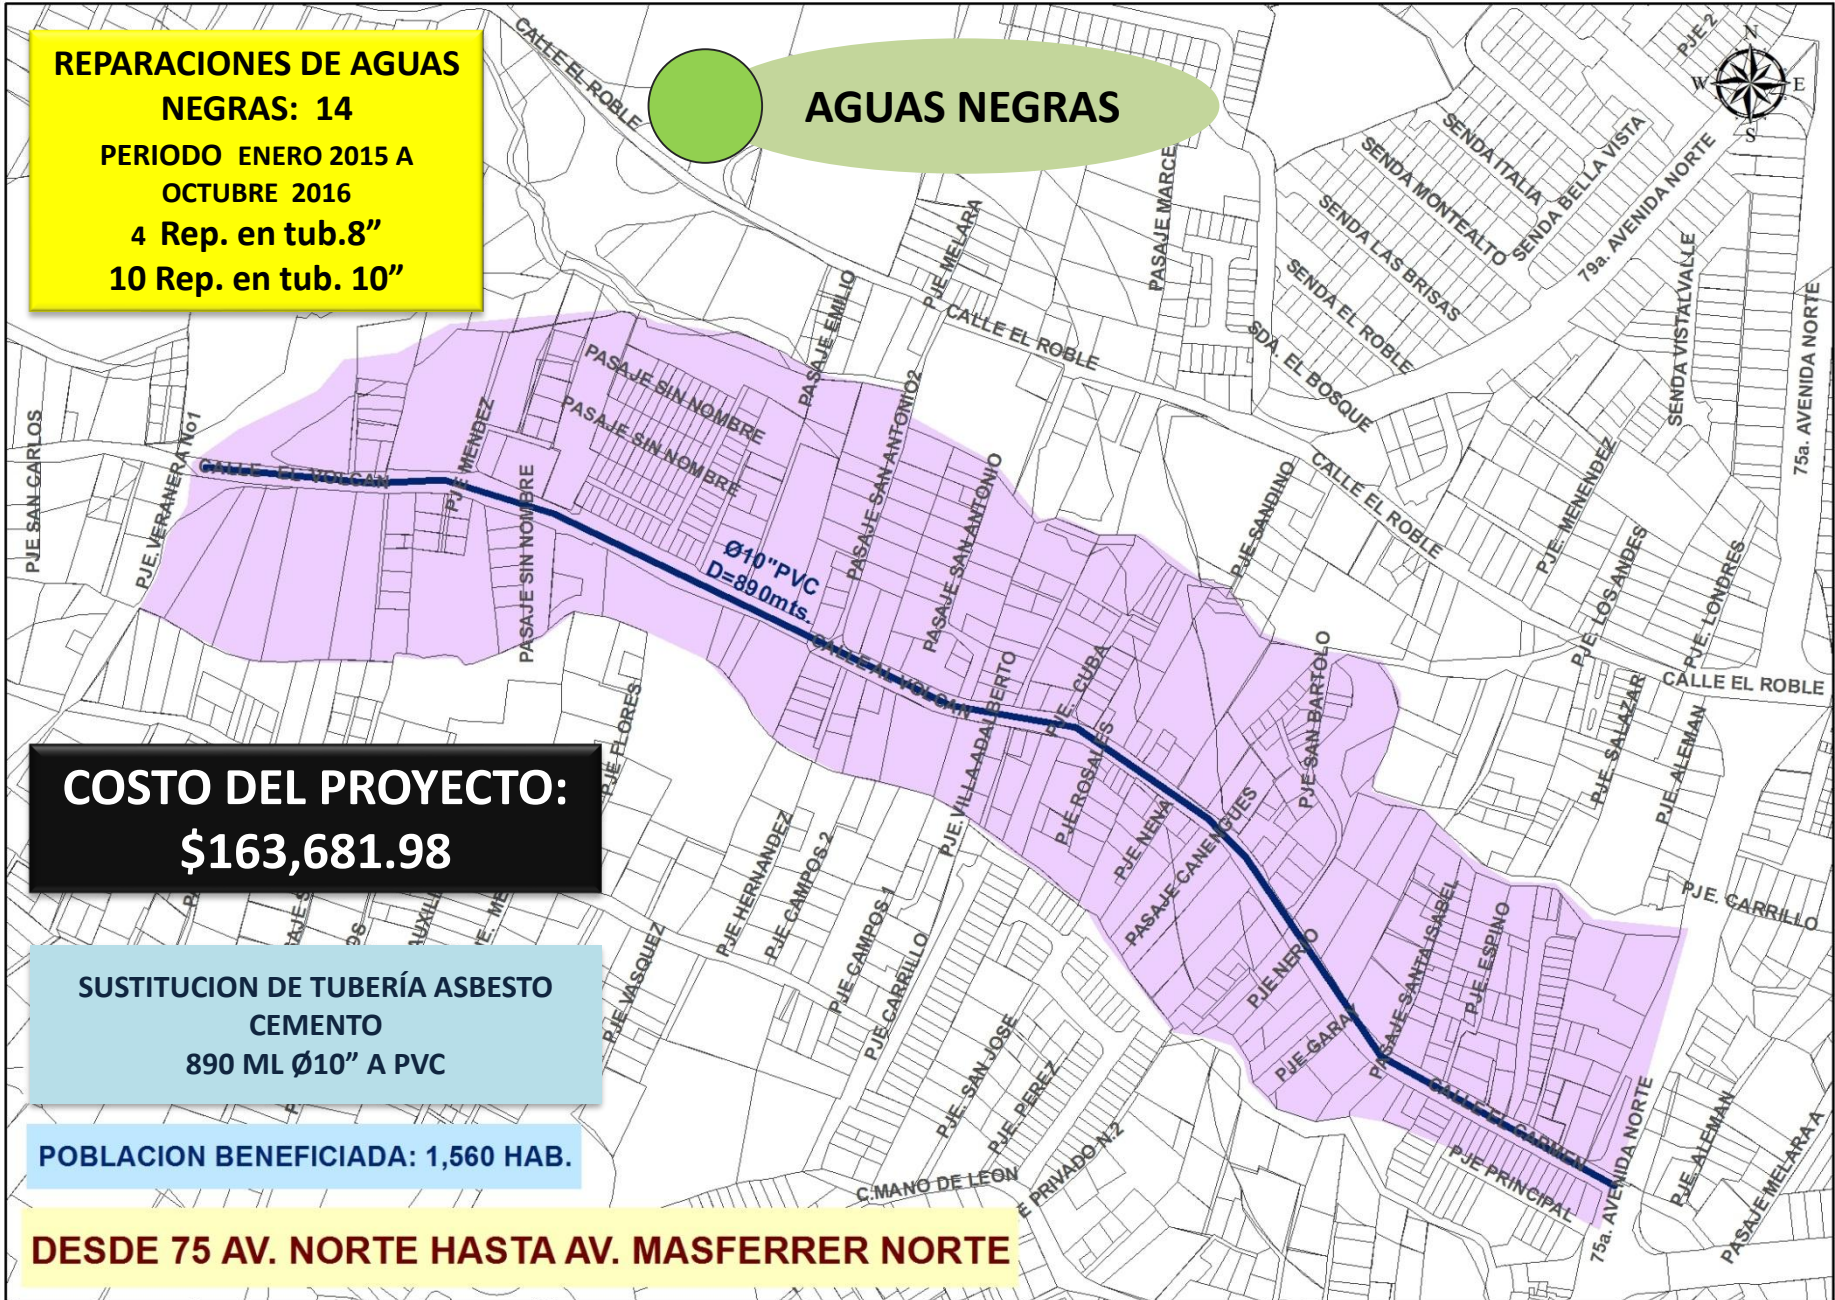 REPARACIONES DE AGUAS
NEGRAS: 14
PERIODO ENERO 2015 A
OCTUBRE 2016
4 Rep. en tub.8”
10 Rep. en tub. 10”
AGUAS NEGRAS
N
W E
S
CALLE EL ROBLE
PJE 2
PASAJE MARCE
SENDA ITALIA
SENDA MONTEALTO
SENDA BELLA VISTA
79a. AVENIDA NORTE
SENDA LAS BRISAS
SENDA EL ROBLE
SDA. EL BOSQUE
SENDA VISTALVALLE
75a. AVENIDA NORTE
PJE MELARA
PASAJE EMILIO
CALLE EL ROBLE
PASAJE SIN NOMBRE
PASAJE SIN NOMBRE
PASAJE SAN ANTONIO2
PASAJE SAN ANTONIO
PJE SAN CARLOS
PJE.VERANERA No1
CALLE EL VOLCAN
PJE MENDEZ
PASAJE SIN NOMBRE
Ø10"PVC
D=890mts.
CALLE AL VOLCAN
PJE SANDINO
CALLE EL ROBLE
PJE. MENENDEZ
PJE. LOS ANDES
PJE. LONDRES
CALLE EL ROBLE
PJE. SALAZAR
PJE. ALEMAN
PJE. CARRILLO
PJE FLORES
PJE.VILLA ADALBERTO
PJE. CUBA
PJE. ROSALES
PJE NENA
PASAJE CANENGUES
PJE SAN BARTOLO
PJE NERIO
PJE GARAZ
PASAJE SANTA ISABEL
PJE. ESPINO
CALLE EL CARMEN
PJE PRINCIPAL
75a. AVENIDA NORTE
PJE. ALEMAN
PASAJE MELARA A
COSTO DEL PROYECTO:
$163,681.98
PJE HERNANDEZ
PJE CAMPOS 2
PJE CAMPOS 1
PJE CARRILLO
PJE VASQUEZ
PJE. SAN JOSE
PJE. PEREZ
E PRIVADO N.2
C.MANO DE LEON
SUSTITUCION DE TUBERÍA ASBESTO
CEMENTO
890 ML Ø10” A PVC
POBLACION BENEFICIADA: 1,560 HAB.
DESDE 75 AV. NORTE HASTA AV. MASFERRER NORTE